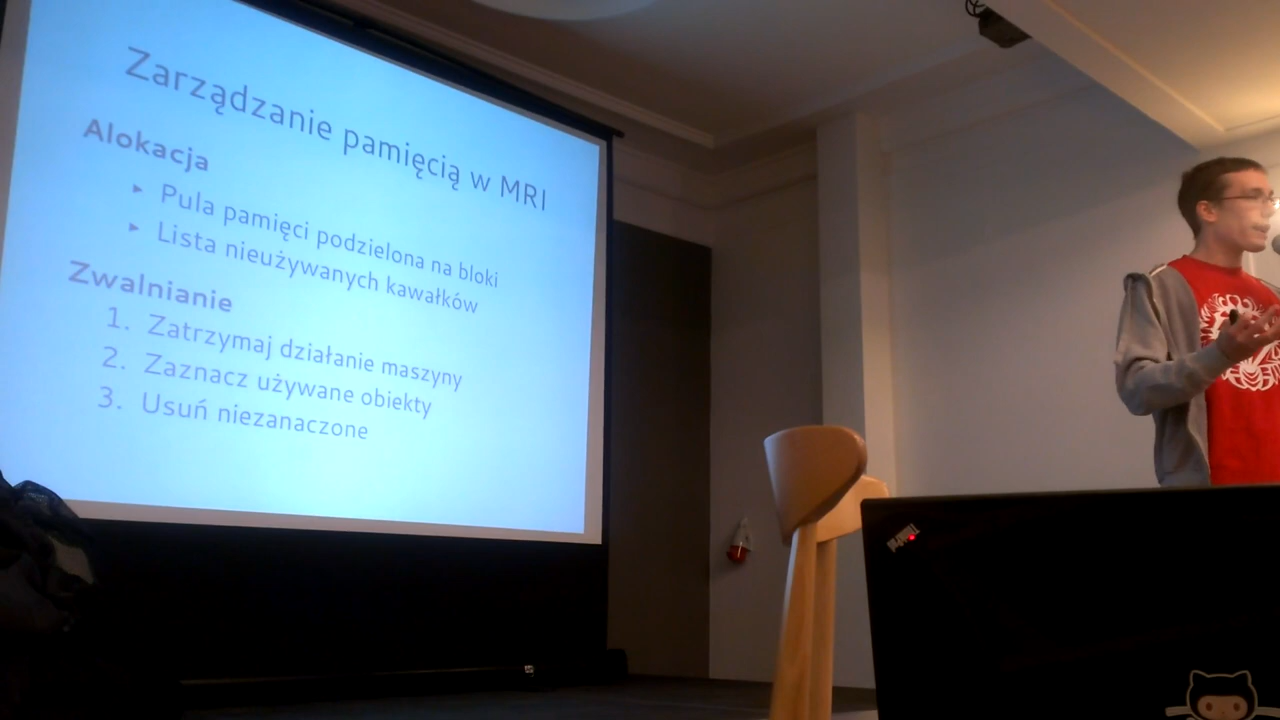 Zarządzanie pamięcią w MRI
Alokacja
▸ Pula pamięci podzielona na bloki
▸ Lista nieużywanych kawałków
Zwalnianie
1. Zatrzymaj działanie maszyny
2. Zaznacz używane obiekty
3. Usuń niezanaczone
ThinkPad